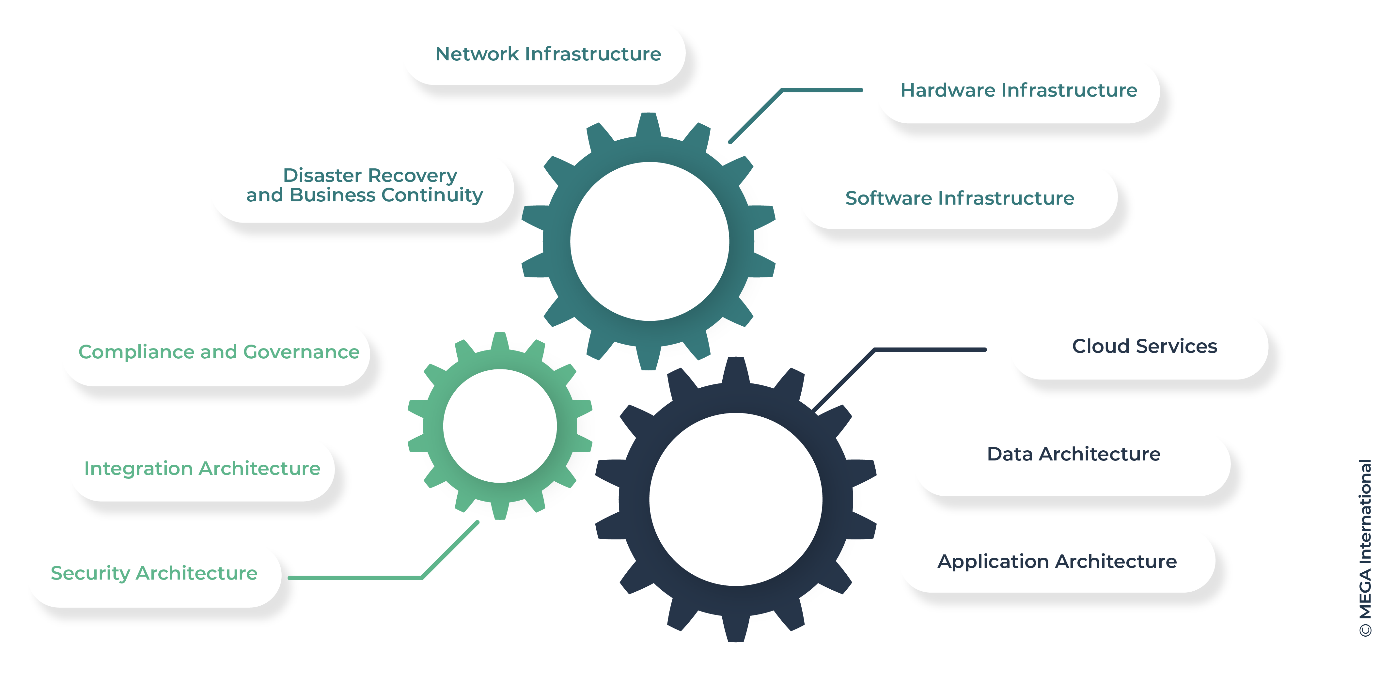 Network Infrastructure
Hardware Infrastructure
Disaster Recovery
and Business Continuity
Software Infrastructure
Compliance and Governance
Cloud Services
Integration Architecture
Data Architecture
Security Architecture
Application Architecture
© MEGA International